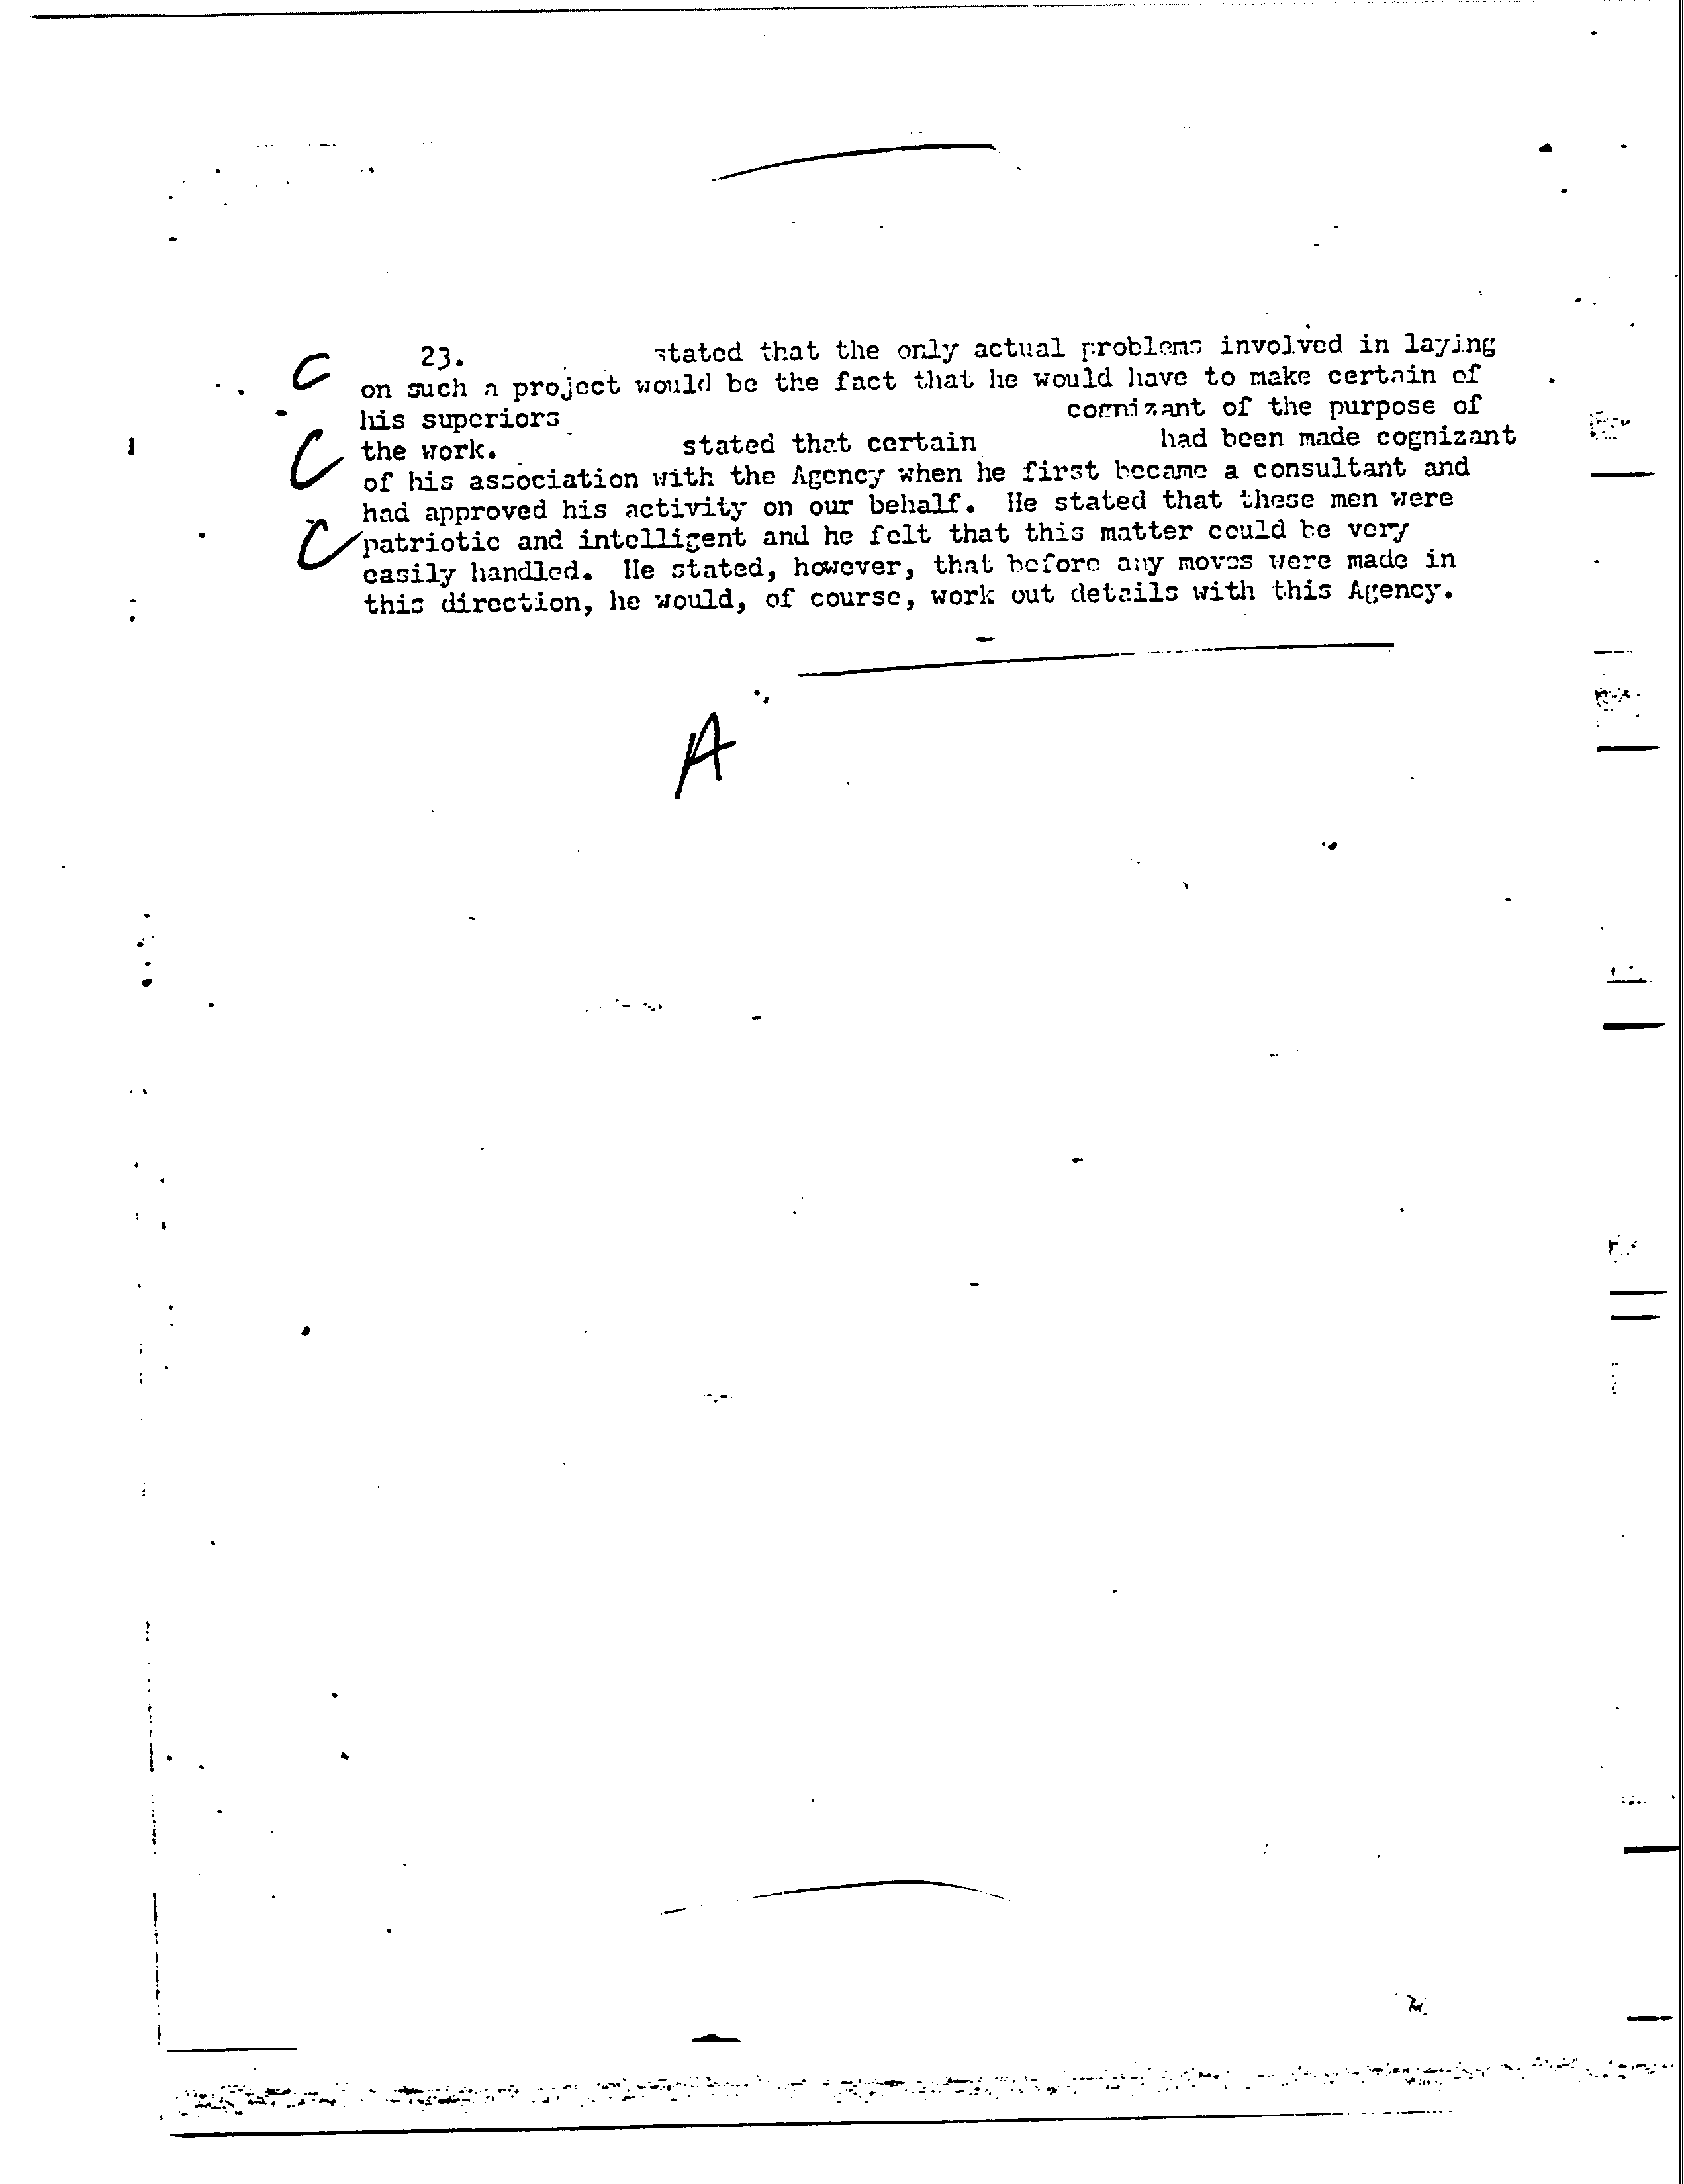 C 23. stated that the only actual problems involved in laying
on such a project would be the fact that he would have to make certain of
his superiors cognizant of the purpose of
C the work. stated that certain had been made cognizant
of his association with the Agency when he first became a consultant and
had approved his activity on our behalf. He stated that these men were
C patriotic and intelligent and he felt that this matter could be very
easily handled. He stated, however, that before any moves were made in
this direction, he would, of course, work out details with this Agency.
A